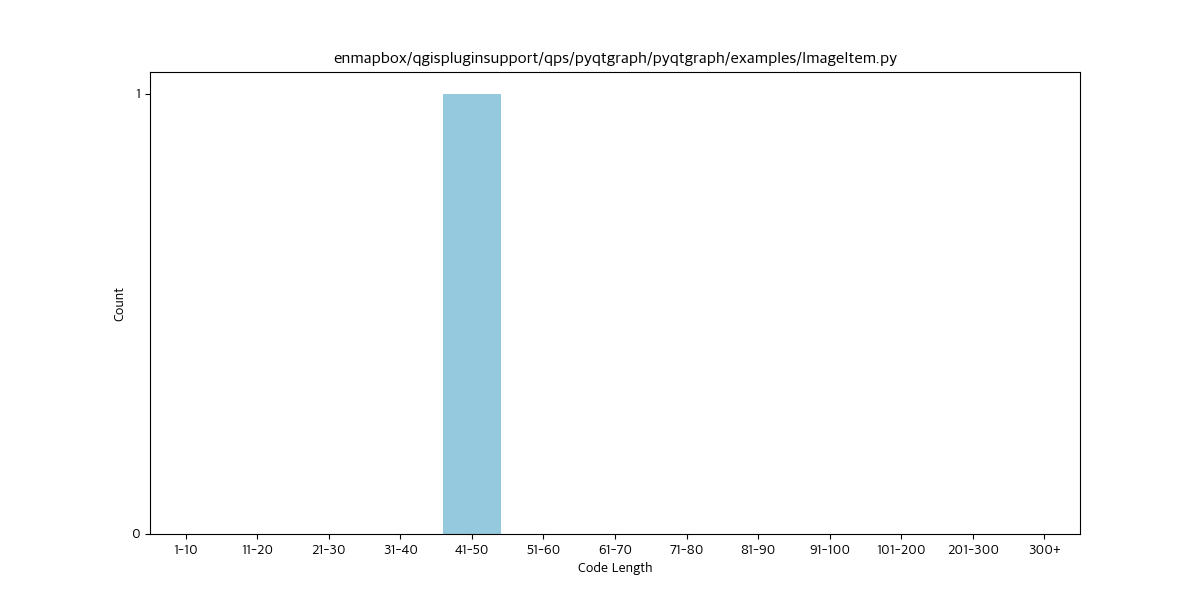 enmapbox/qgispluginsupport/qps/pyqtgraph/pyqtgraph/examples/ImageItem.py
1
Count
0
1-10 11-20 21-30 31-40 41-50 51-60 61-70 71-80 81-90 91-100 101-200 201-300 300+
Code Length